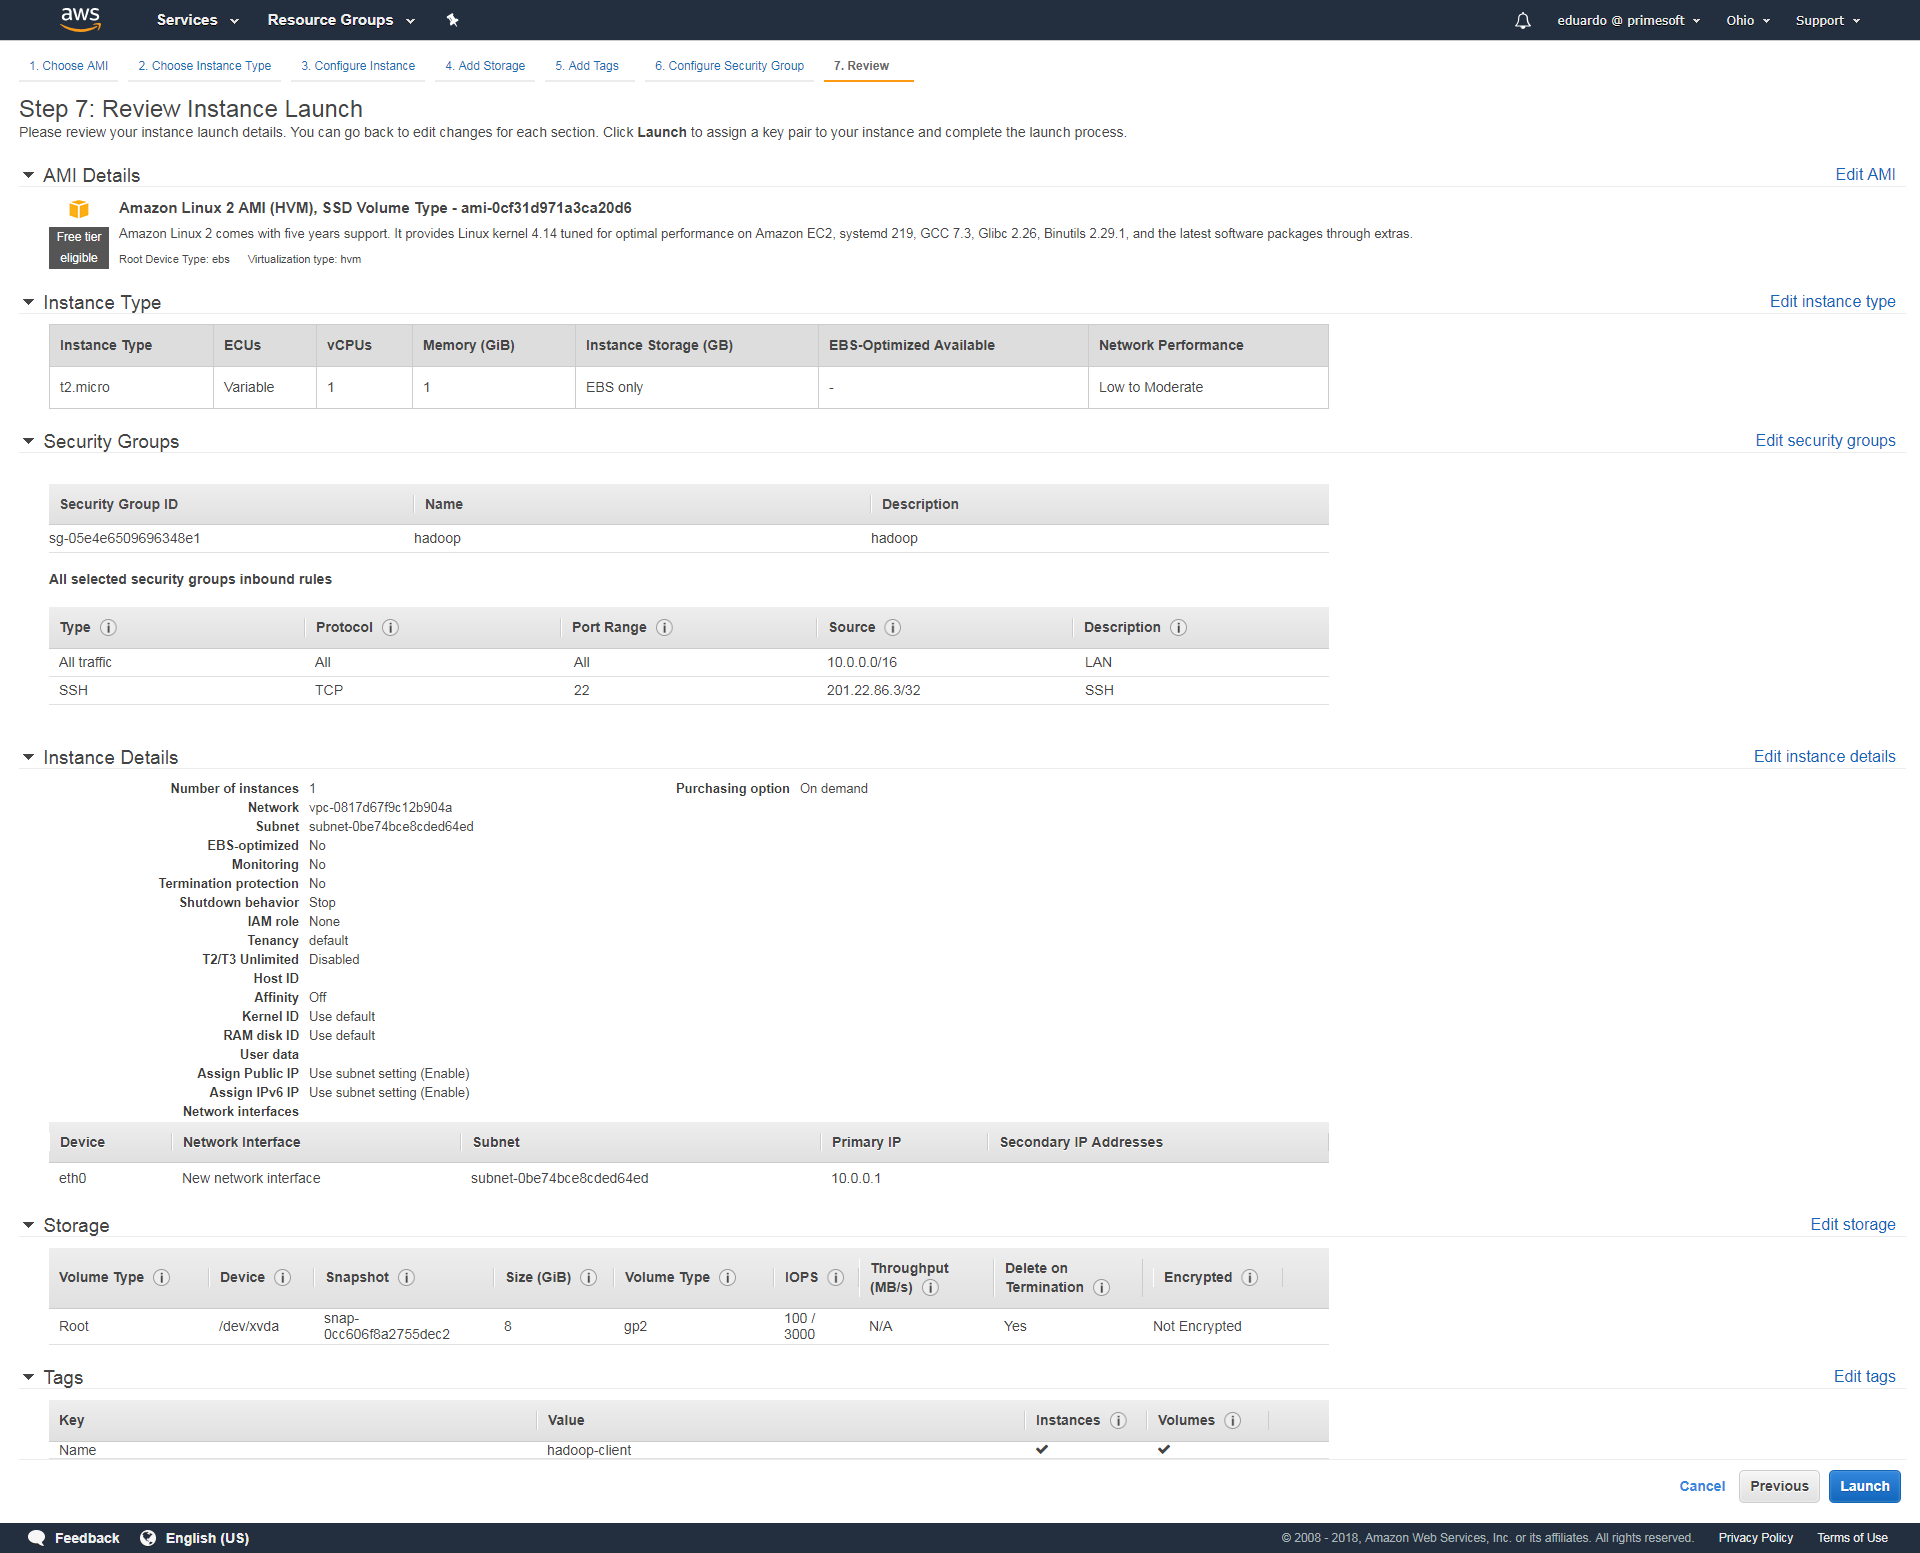 aws Services Resource Groups eduardo @ primesoft Ohio Support
1. Choose AMI 2. Choose Instance Type 3. Configure Instance 4. Add Storage 5. Add Tags 6. Configure Security Group 7. Review
Step 7: Review Instance Launch
Please review your instance launch details. You can go back to edit changes for each section. Click Launch to assign a key pair to your instance and complete the launch process.
AMI Details Edit AMI
Amazon Linux 2 AMI (HVM), SSD Volume Type - ami-0cf31d971a3ca20d6
Free tier eligible
Amazon Linux 2 comes with five years support. It provides Linux kernel 4.14 tuned for optimal performance on Amazon EC2, systemd 219, GCC 7.3, Glibc 2.26, Binutils 2.29.1, and the latest software packages through extras.
Root Device Type: ebs Virtualization type: hvm
Instance Type Edit instance type
Instance Type ECUs vCPUs Memory (GiB) Instance Storage (GB) EBS-Optimized Available Network Performance
t2.micro Variable 1 1 EBS only - Low to Moderate
Security Groups Edit security groups
Security Group ID Name Description
sg-05e4e6509696348e1 hadoop hadoop
All selected security groups inbound rules
Type Protocol Port Range Source Description
All traffic All All 10.0.0.0/16 LAN
SSH TCP 22 201.22.86.3/32 SSH
Instance Details Edit instance details
Number of instances 1 Purchasing option On demand
Network vpc-0817d67f9c12b904a
Subnet subnet-0be74bce8cded64ed
EBS-optimized No
Monitoring No
Termination protection No
Shutdown behavior Stop
IAM role None
Tenancy default
T2/T3 Unlimited Disabled
Host ID
Affinity Off
Kernel ID Use default
RAM disk ID Use default
User data
Assign Public IP Use subnet setting (Enable)
Assign IPv6 IP Use subnet setting (Enable)
Network interfaces
Device Network Interface Subnet Primary IP Secondary IP Addresses
eth0 New network interface subnet-0be74bce8cded64ed 10.0.0.1
Storage Edit storage
Volume Type Device Snapshot Size (GiB) Volume Type IOPS Throughput (MB/s) Delete on Termination Encrypted
Root /dev/xvda snap-0cc606f8a2755dec2 8 gp2 100 / 3000 N/A Yes Not Encrypted
Tags Edit tags
Key Value Instances Volumes
Name hadoop-client
Cancel Previous Launch
Feedback English (US) © 2008 - 2018, Amazon Web Services, Inc. or its affiliates. All rights reserved. Privacy Policy Terms of Use